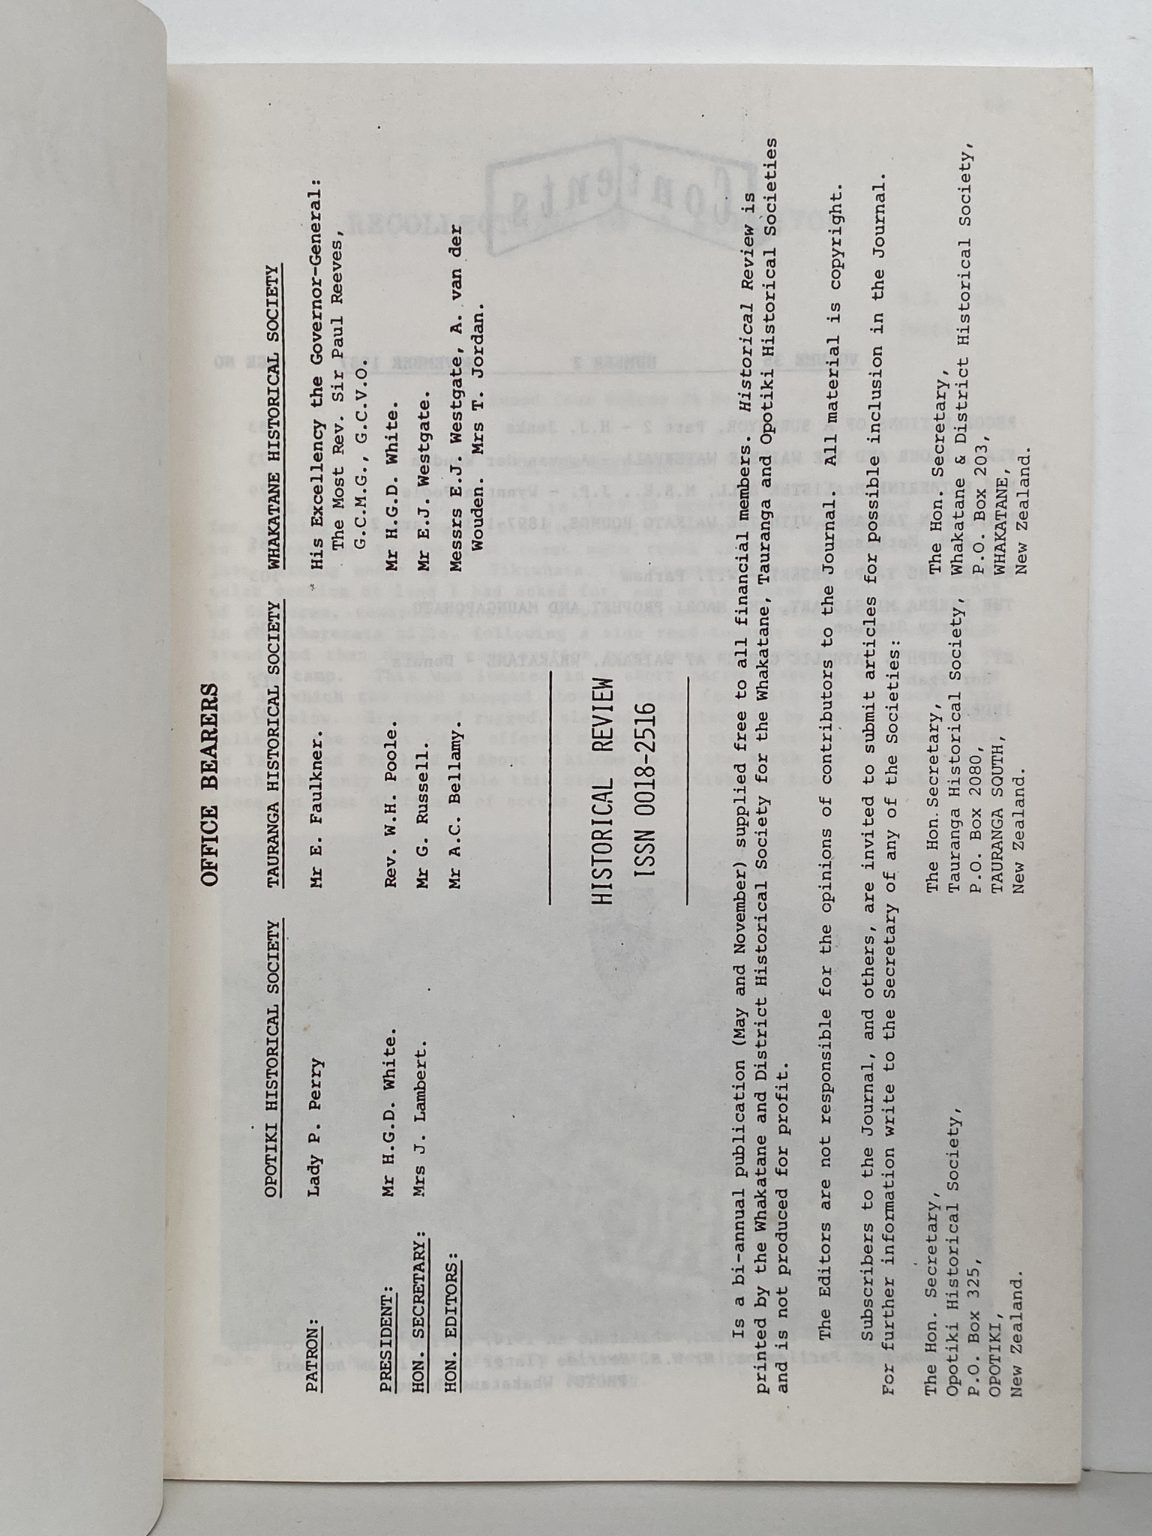 OFFICE BEARERS
OPOTIKI HISTORICAL SOCIETY TAURANGA HISTORICAL SOCIETY WHAKATANE HISTORICAL SOCIETY
PATRON: Lady P. Perry Mr E. Faulkner. His Excellency the Governor-General:
The Most Rev. Sir Paul Reeves,
G.C.M.G., G.C.V.O.
PRESIDENT: Mr H.G.D. White. Rev. W.H. Poole. Mr H.G.D. White.
HON. SECRETARY: Mrs J. Lambert. Mr G. Russell. Mr E.J. Westgate.
HON. EDITORS: Mr A.C. Bellamy. Messrs E.J. Westgate, A. van der
Wouden. Mrs T. Jordan.
HISTORICAL REVIEW
ISSN 0018-2516
Is a bi-annual publication (May and November) supplied free to all financial members. Historical Review is
printed by the Whakatane and District Historical Society for the Whakatane, Tauranga and Opotiki Historical Societies
and is not produced for profit.
The Editors are not responsible for the opinions of contributors to the Journal. All material is copyright.
Subscribers to the Journal, and others, are invited to submit articles for possible inclusion in the Journal.
For further information write to the Secretary of any of the Societies:
The Hon. Secretary,
Opotiki Historical Society,
P.O. Box 325,
OPOTIKI,
New Zealand.
The Hon. Secretary,
Tauranga Historical Society,
P.O. Box 2080,
TAURANGA SOUTH,
New Zealand.
The Hon. Secretary,
Whakatane & District Historical Society,
P.O. Box 203,
WHAKATANE,
New Zealand.